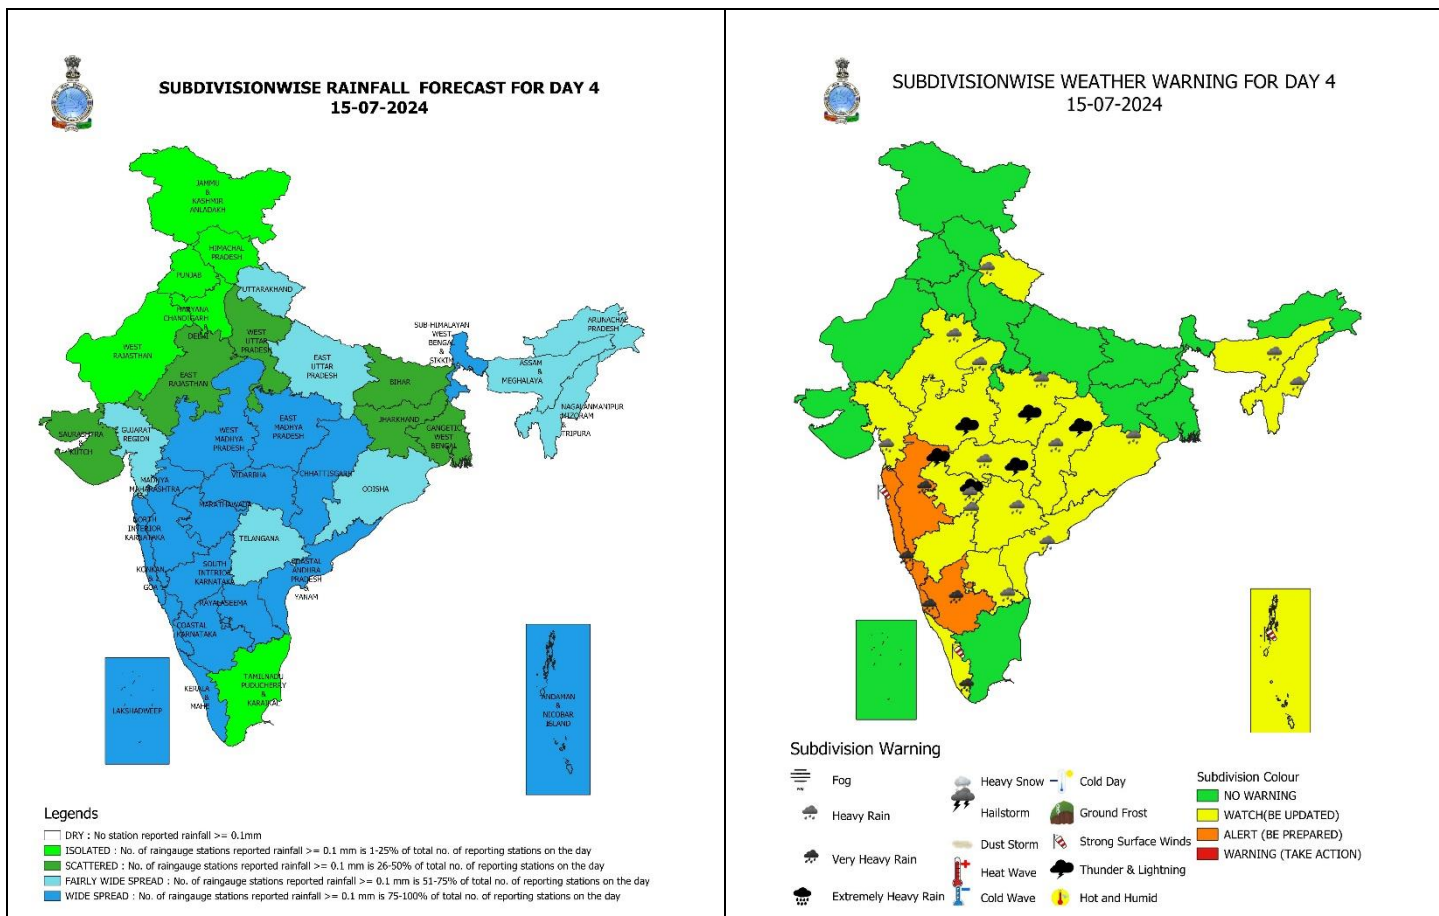 SUBDIVISIONWISE RAINFALL FORECAST FOR DAY 4
15-07-2024
JAMMU
&
KASHMIR
ANLADAKH
HIMACHAL
PRADESH
PUNJAB
UTTARAKHAND
HARYANA
CHANDIGARH
&
DELHI
WEST
RAJASTHAN
WEST
UTTAR
PRADESH
EAST
UTTAR
PRADESH
EAST
RAJASTHAN
SUB-HIMALAYAN
WEST
BENGAL
&
SIKKIM
ARUNACHAL
PRADESH
ASSAM
&
MEGHALAYA
NAGALANMANIPUR
MIZORAM
&
TRIPURA
BIHAR
JHARKHAND
GANGETIC
WEST
BENGAL
SAURASHTRA
&
KUTCH
GUJARAT
REGION
WEST
MADHYA
PRADESH
EAST
MADHYA
PRADESH
CHHATTISGARH
VIDARBHA
ODISHA
MADHYA
MAHARASHTRA
MARATHAWADA
NORTH
INTERIOR
KARNATAKA
TELANGANA
KONKAN
&
GOA
SOUTH
INTERIOR
KARNATAKA
COASTAL
ANDHRA
PRADESH
&
YANAM
RAYALASEEMA
COASTAL
KARNATAKA
TAMILNADU
PUDUCHERRY
&
KARAIKAL
KERALA
&
MAHE
LAKSHADWEEP
ANDAMAN
&
NICOBAR
ISLAND
Legends
DRY : No station reported rainfall >= 0.1mm
ISOLATED : No. of raingauge stations reported rainfall >= 0.1 mm is 1-25% of total no. of reporting stations on the day
SCATTERED : No. of raingauge stations reported rainfall >= 0.1 mm is 26-50% of total no. of reporting stations on the day
FAIRLY WIDE SPREAD : No. of raingauge stations reported rainfall >= 0.1 mm is 51-75% of total no. of reporting stations on the day
WIDE SPREAD : No. of raingauge stations reported rainfall >= 0.1 mm is 75-100% of total no. of reporting stations on the day
SUBDIVISIONWISE WEATHER WARNING FOR DAY 4
15-07-2024
Subdivision Warning
Fog
Heavy Rain
Very Heavy Rain
Extremely Heavy Rain
Heavy Snow
Hailstorm
Dust Storm
Heat Wave
Cold Wave
Cold Day
Ground Frost
Strong Surface Winds
Thunder & Lightning
Hot and Humid
Subdivision Colour
NO WARNING
WATCH(BE UPDATED)
ALERT (BE PREPARED)
WARNING (TAKE ACTION)